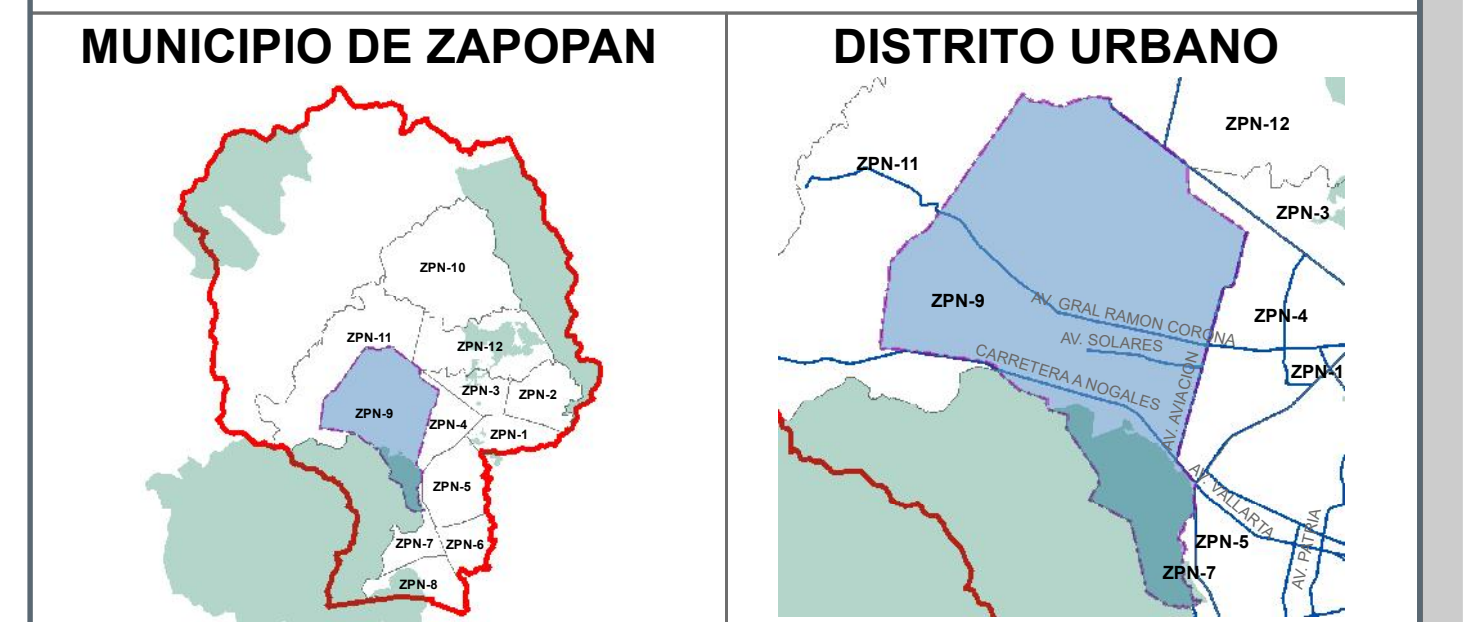 MUNICIPIO DE ZAPOPAN
ZPN-10
ZPN-11
ZPN-12
ZPN-3
ZPN-2
ZPN-9
ZPN-4
ZPN-1
ZPN-5
ZPN-7
ZPN-6
ZPN-8
DISTRITO URBANO
ZPN-12
ZPN-11
ZPN-3
ZPN-9
AV. GRAL RAMON CORONA
ZPN-4
AV. SOLARES
CARRETERA A NOGALES
AV. AVIACION
ZPN-1
AV. VALLARTA
AV. PATRIA
ZPN-5
ZPN-7